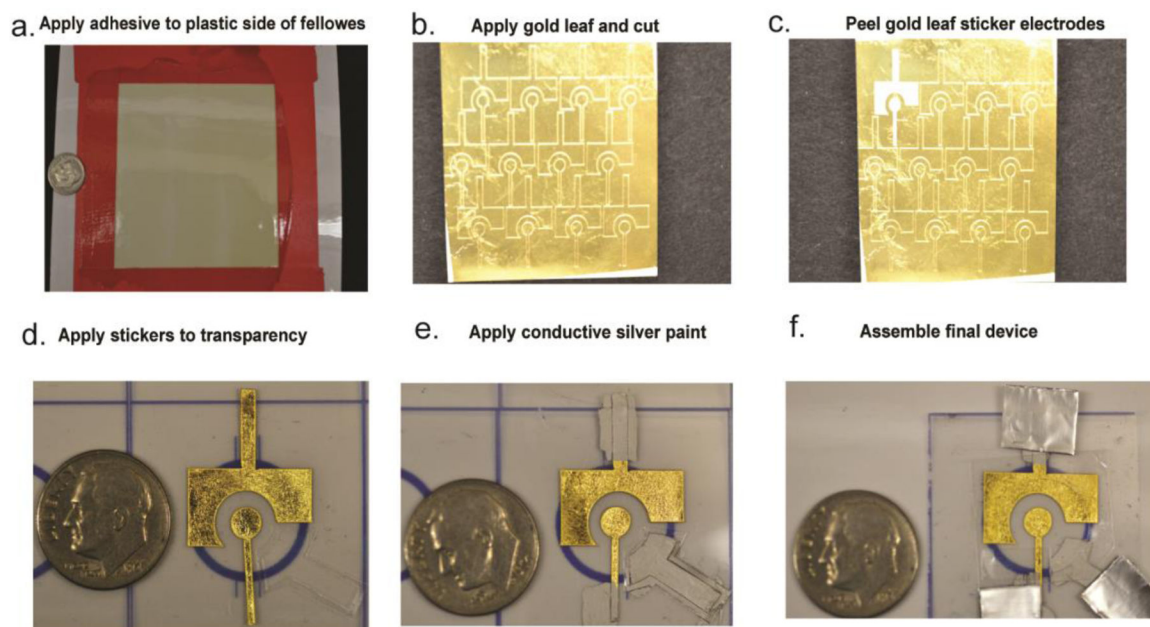 a. Apply adhesive to plastic side of fellowes
b. Apply gold leaf and cut
c. Peel gold leaf sticker electrodes
d. Apply stickers to transparency
e. Apply conductive silver paint
f. Assemble final device